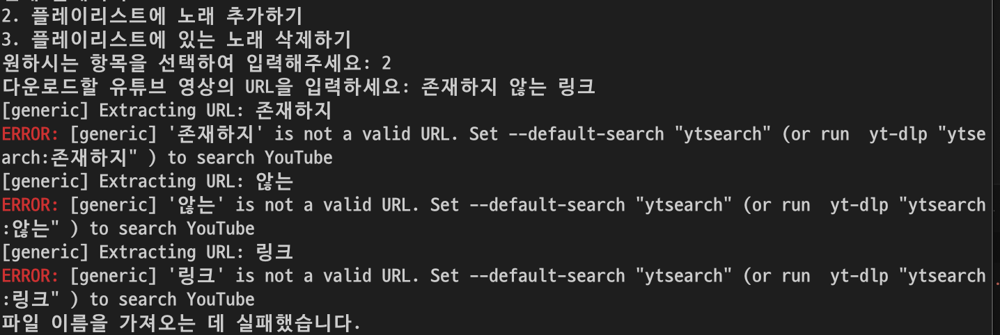 2. 플레이리스트에 노래 추가하기
3. 플레이리스트에 있는 노래 삭제하기
원하시는 항목을 선택하여 입력해주세요: 2
다운로드할 유튜브 영상의 URL을 입력하세요: 존재하지 않는 링크
[generic] Extracting URL: 존재하지
ERROR: [generic] '존재하지' is not a valid URL. Set --default-search "ytsearch" (or run  yt-dlp "ytse
arch:존재하지" ) to search YouTube
[generic] Extracting URL: 않는
ERROR: [generic] '않는' is not a valid URL. Set --default-search "ytsearch" (or run  yt-dlp "ytsearch
:않는" ) to search YouTube
[generic] Extracting URL: 링크
ERROR: [generic] '링크' is not a valid URL. Set --default-search "ytsearch" (or run  yt-dlp "ytsearch
:링크" ) to search YouTube
파일 이름을 가져오는 데 실패했습니다.